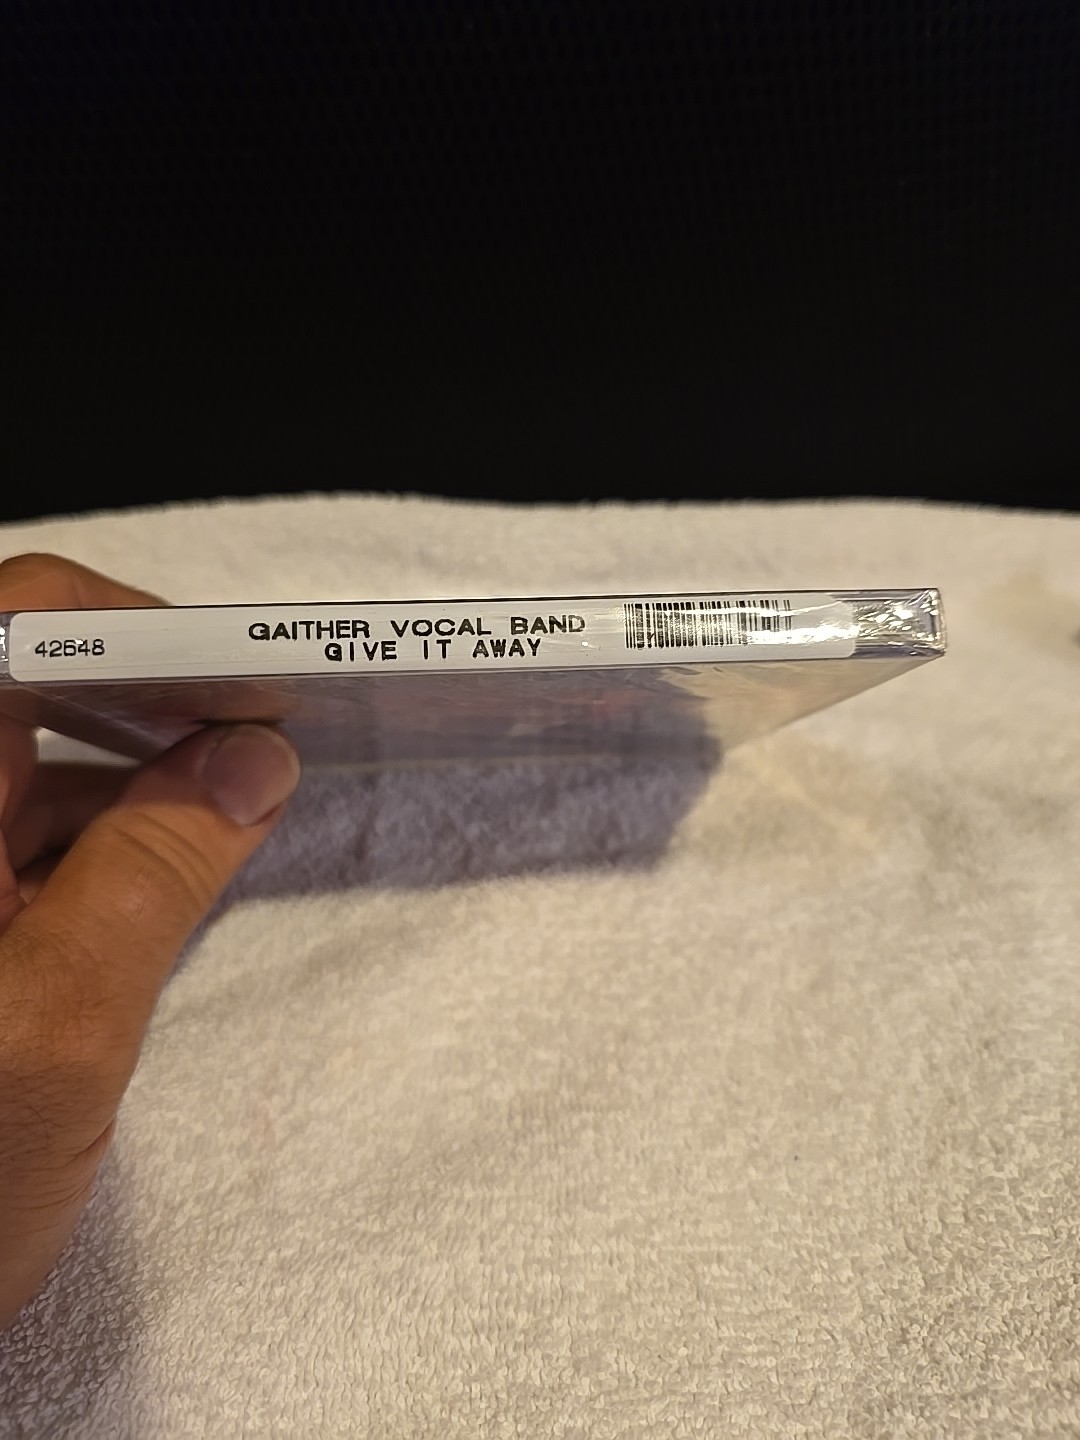 42648
GAITHER VOCAL BAND
GIVE IT AWAY